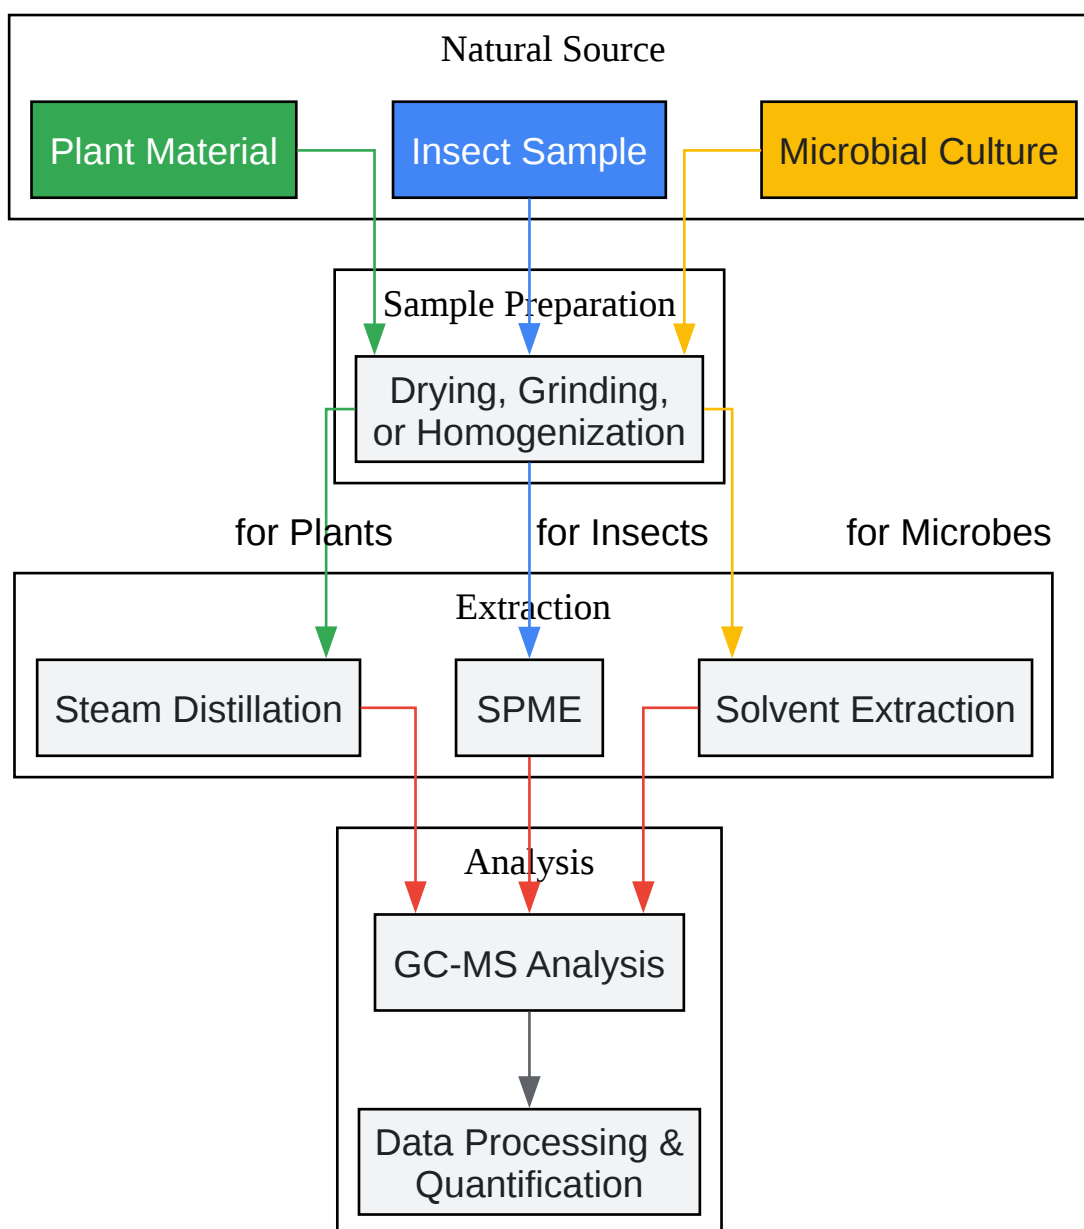 Natural Source
Plant Material
Insect Sample
Microbial Culture
Sample Preparation
Drying, Grinding,
or Homogenization
for Plants
for Insects
for Microbes
Extraction
Steam Distillation
SPME
Solvent Extraction
Analysis
GC-MS Analysis
Data Processing &
Quantification